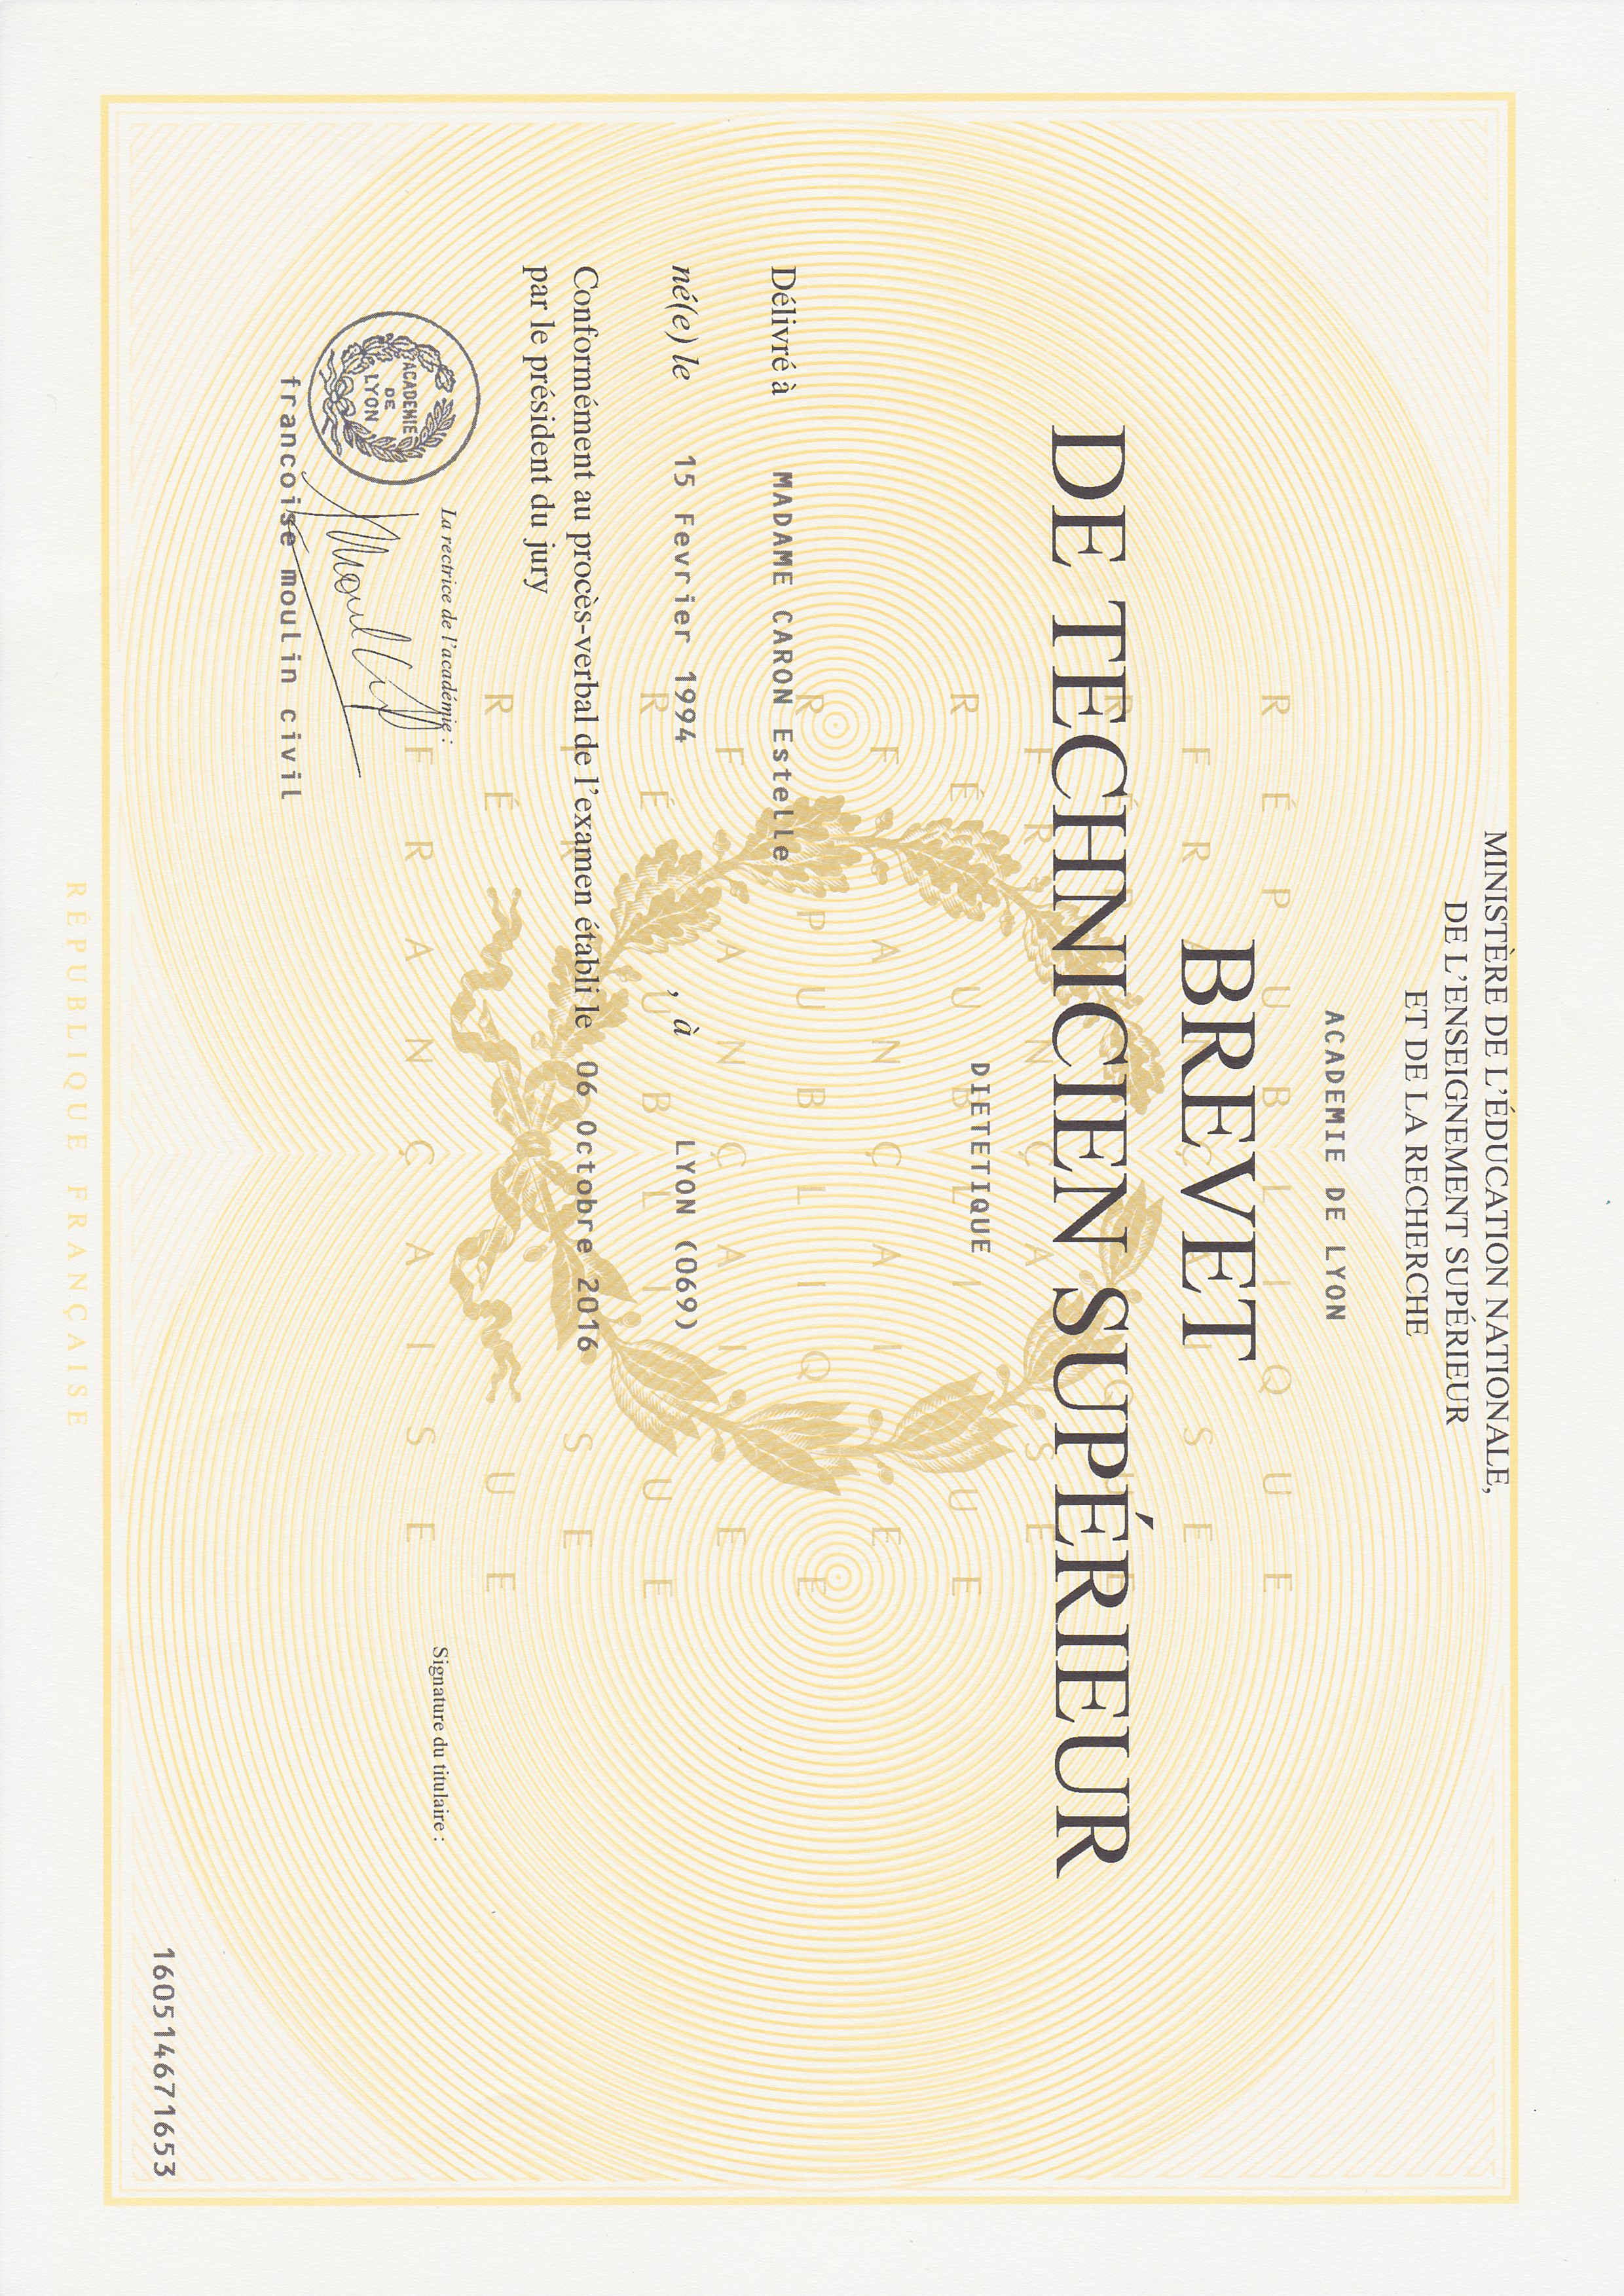 MINISTÈRE DE L'ÉDUCATION NATIONALE,
DE L'ENSEIGNEMENT SUPÉRIEUR
ET DE LA RECHERCHE
ACADEMIE DE LYON
RÉPUBLIQUE
FRANÇAISE
BREVET
DE TECHNICIEN SUPÉRIEUR
DIETETIQUE
Délivré à MADAME CARON Estelle
né(e) le 15 Fevrier 1994 , à LYON (069)
Conformément au procès-verbal de l'examen établi le 06 Octobre 2016
par le président du jury
La rectrice de l'académie :
Signature du titulaire :
ACADEMIE
DE
LYON
francoise moulin civil
160514671653
RÉPUBLIQUE FRANÇAISE